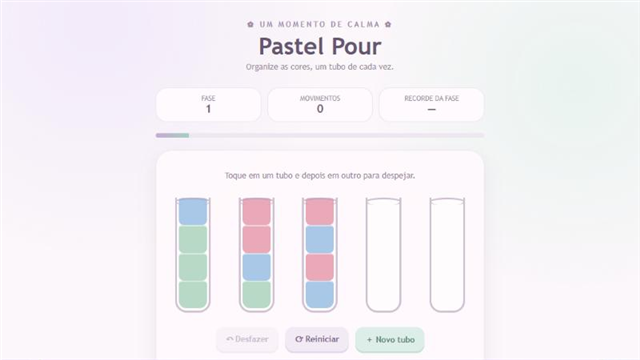 ✿ UM MOMENTO DE CALMA ✿
Pastel Pour
Organize as cores, um tubo de cada vez.
FASE
1
MOVIMENTOS
0
RECORDE DA FASE
—
Toque em um tubo e depois em outro para despejar.
↶ Desfazer
⟳ Reiniciar
+ Novo tubo